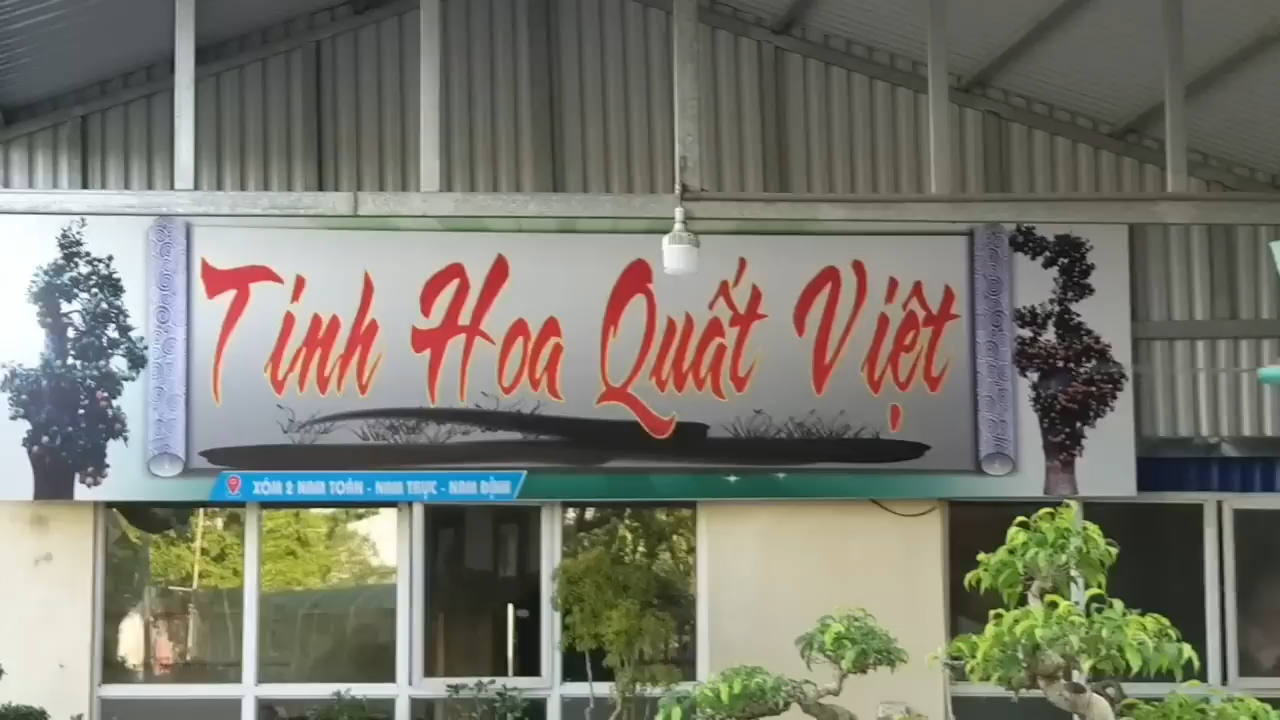 Tinh Hoa Quất Việt
XÓM 2 NAM TOÀN - NAM TRỰC - NAM ĐỊNH